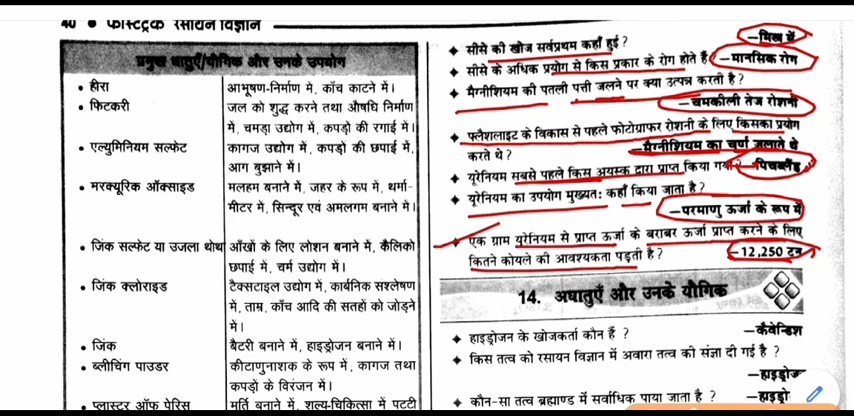 40 • फास्टट्रैक रसायन विज्ञान
प्रमुख धातुएँ/यौगिक और उनके उपयोग
• हीरा आभूषण-निर्माण में, काँच काटने में।
• फिटकरी जल को शुद्ध करने तथा औषधि निर्माण
में, चमड़ा उद्योग में, कपड़ो की रंगाई में।
• एल्युमिनियम सल्फेट कागज उद्योग में, कपड़ो की छपाई में,
आग बुझाने में।
• मरक्यूरिक ऑक्साइड मलहम बनाने में, जहर के रूप में, थर्मा-
मीटर में, सिन्दूर एवं अमलगम बनाने में।
• जिंक सल्फेट या उजला थोथा आँखों के लिए लोशन बनाने में, कैलिको
छपाई में, चर्म उद्योग में।
• जिंक क्लोराइड टैक्सटाइल उद्योग में, कार्बनिक संश्लेषण
में, ताम्र, काँच आदि की सतहों को जोड़ने
में।
• जिंक बैटरी बनाने में, हाइड्रोजन बनाने में।
• ब्लीचिंग पाउडर कीटाणुनाशक के रूप में, कागज तथा
कपड़ों के विरंजन में।
• प्लास्टर ऑफ पेरिस मूर्ति बनाने में, शल्य-चिकित्सा में पट्टी
◆ सीसे की खोज सर्वप्रथम कहाँ हुई ? –मिस्र में
◆ सीसे के अधिक प्रयोग से किस प्रकार के रोग होते हैं –मानसिक रोग
◆ मैग्नीशियम की पतली पत्ती जलने पर क्या उत्पन्न करती है ?
–चमकीली तेज रोशनी
◆ फ्लैशलाइट के विकास से पहले फोटोग्राफर रोशनी के लिए किसका प्रयोग
करते थे ? –मैग्नीशियम का चूर्ण जलाते थे
◆ यूरेनियम सबसे पहले किस अयस्क द्वारा प्राप्त किया गया –पिचब्लैंड
◆ यूरेनियम का उपयोग मुख्यत: कहाँ किया जाता है ?
–परमाणु ऊर्जा के रूप में
◆ एक ग्राम यूरेनियम से प्राप्त ऊर्जा के बराबर ऊर्जा प्राप्त करने के लिए
कितने कोयले की आवश्यकता पड़ती है ? –12,250 टन
14. अधातुएँ और उनके यौगिक
◆ हाइड्रोजन के खोजकर्ता कौन हैं ? –कैवेन्डिश
◆ किस तत्व को रसायन विज्ञान में अवारा तत्व की संज्ञा दी गई है ?
–हाइड्रोज
◆ कौन-सा तत्व ब्रह्माण्ड में सर्वाधिक पाया जाता है ? –हाइड्रो